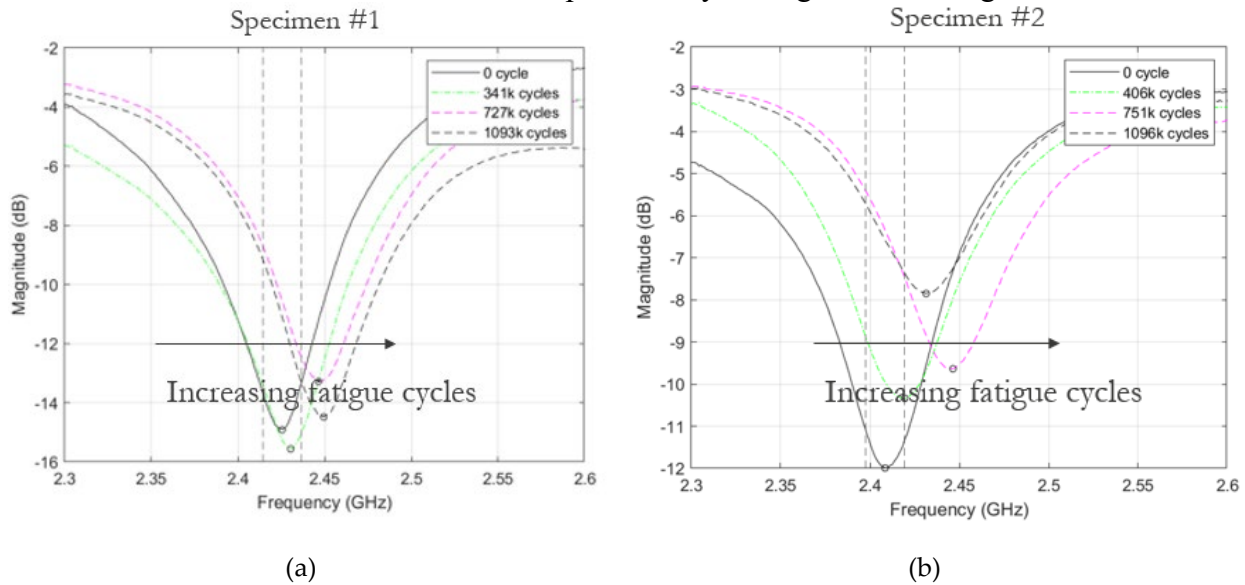 Specimen #1
-2
-4
-6
-8
-10
-12
-14
-16
Magnitude (dB)
0 cycle
341k cycles
727k cycles
1093k cycles
Increasing fatigue cycles
2.3
2.35
2.4
2.45
2.5
2.55
2.6
Frequency (GHz)
(a)
Specimen #2
-2
-3
-4
-5
-6
-7
-8
-9
-10
-11
-12
Magnitude (dB)
0 cycle
406k cycles
751k cycles
1096k cycles
Increasing fatigue cycles
2.3
2.35
2.4
2.45
2.5
2.55
2.6
Frequency (GHz)
(b)